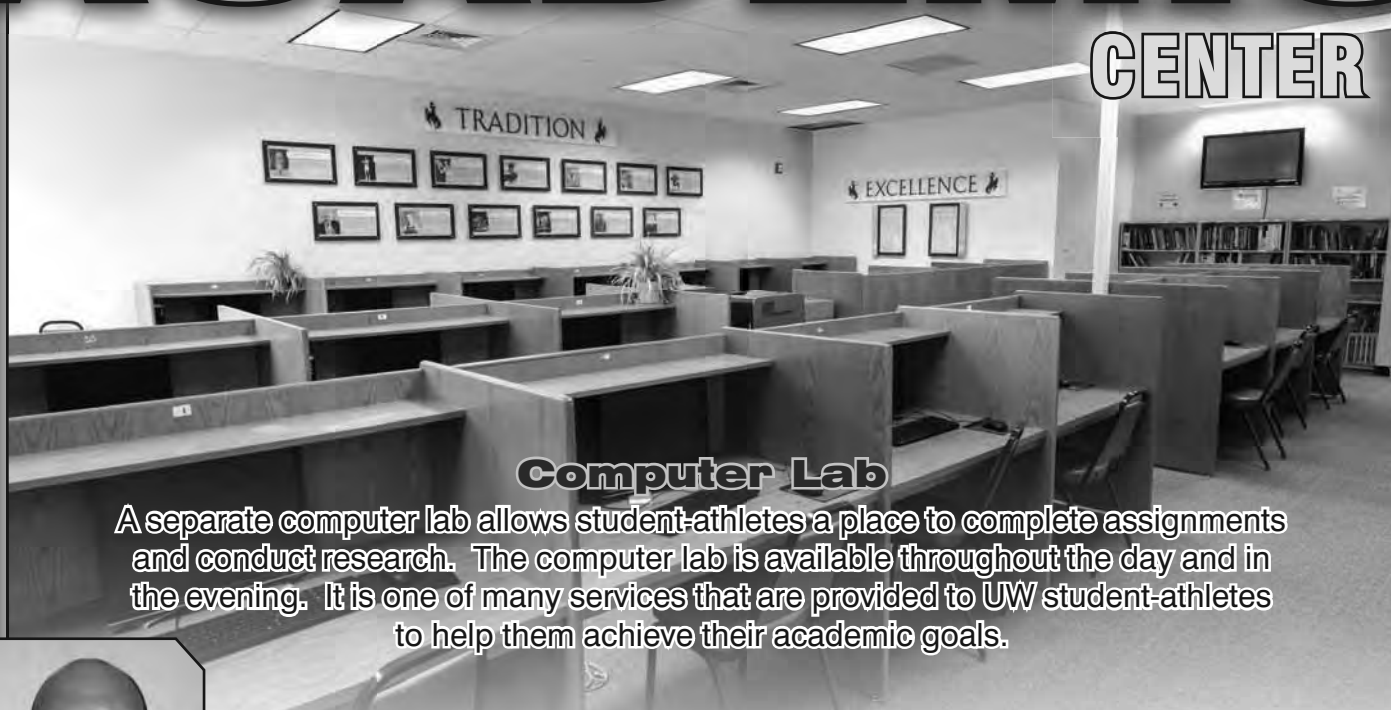 ACADEMIC
CENTER
TRADITION
EXCELLENCE
Computer Lab
A separate computer lab allows student-athletes a place to complete assignments
and conduct research. The computer lab is available throughout the day and in
the evening. It is one of many services that are provided to UW student-athletes
to help them achieve their academic goals.